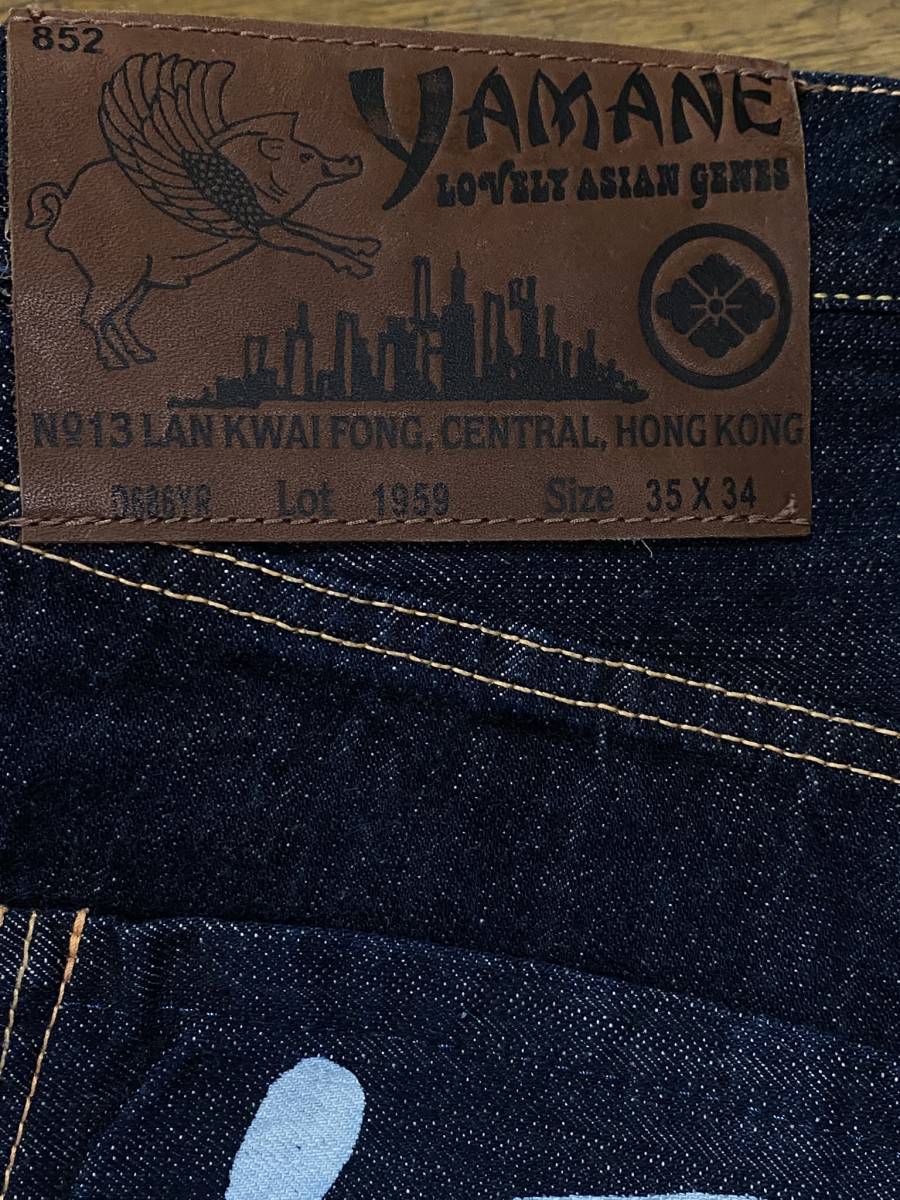 852
YAMANE
LOVELY ASIAN GENES
Nº13 LAN KWAI FONG, CENTRAL, HONG KONG
Lot 1959 Size 35 X 34